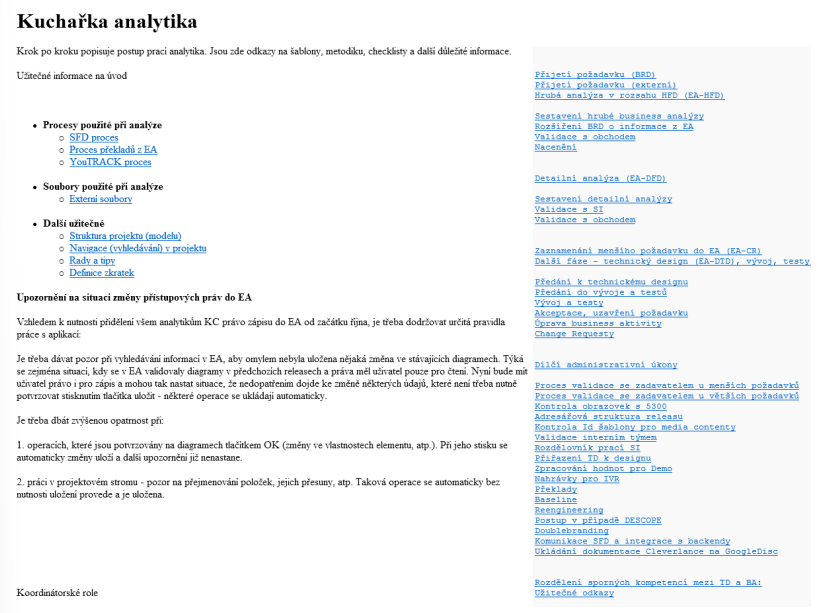 Kuchařka analytika
Krok po kroku popisuje postup prací analytika. Jsou zde odkazy na šablony, metodiku, checklisty a další důležité informace.
Užitečné informace na úvod
Procesy použité při analýze
SFD proces
Proces překladů z EA
YouTRACK proces
Soubory použité při analýze
Externí soubory
Další užitečné
Struktura projektu (modelu)
Navigace (vyhledávání) v projektu
Rady a tipy
Definice zkratek
Upozornění na situaci změny přístupových práv do EA
Vzhledem k nutnosti přidělení všem analytikům KC právo zápisu do EA od začátku října, je třeba dodržovat určitá pravidla
práce s aplikací:
Je třeba dávat pozor při vyhledávání informací v EA, aby omylem nebyla uložena nějaká změna ve stávajících diagramech. Týká
se zejména situací, kdy se v EA validovaly diagramy v předchozích releasech a práva měl uživatel pouze pro čtení. Nyní bude mít
uživatel právo i pro zápis a mohou tak nastat situace, že nedopatřením dojde ke změně některých údajů, které není třeba nutně
potvrzovat stisknutím tlačítka uložit - některé operace se ukládají automaticky.
Je třeba dbát zvýšenou opatrnost při:
1. operacích, které jsou potvrzovány na diagramech tlačítkem OK (změny ve vlastnostech elementu, atp.). Při jeho stisku se
automaticky změny uloží a další upozornění již nenastane.
2. práci v projektovém stromu - pozor na přejmenování položek, jejich přesuny, atp. Taková operace se automaticky bez
nutnosti uložení provede a je uložena.
Koordinátorské role
Přijetí požadavku (BRD)
Přijetí požadavku (externí)
Hrubá analýza v rozsahu HFD (EA-HFD)
Sestavení hrubé business analýzy
Rozšíření BRD o informace z EA
Validace s obchodem
Nacenění
Detailní analýza (EA-DFD)
Sestavení detailní analýzy
Validace s SI
Validace s obchodem
Zaznamenání menšího požadavku do EA (EA-CR)
Další fáze - technický design (EA-DTD), vývoj, testy
Předání k technickému designu
Předání do vývoje a testů
Vývoj a testy
Akceptace, uzavření požadavku
Úprava business aktivity
Change Requesty
Dílčí administrativní úkony
Proces validace se zadavatelem u menších požadavků
Proces validace se zadavatelem u větších požadavků
Kontrola obrazovek s 5300
Adresářová struktura releasu
Kontrola Id šablony pro media contenty
Validace interním týmem
Rozdělovník prací SI
Přiřazení TD k designu
Zpracování hodnot pro Demo
Nahrávky pro IVR
Překlady
Baseline
Reengineering
Postup v případě DESCOPE
Doublebranding
Komunikace SFD a integrace s backendy
Ukládání dokumentace Cleverlance na GoogleDisc
Rozdělení sporných kompetencí mezi TD a BA:
Užitečné odkazy